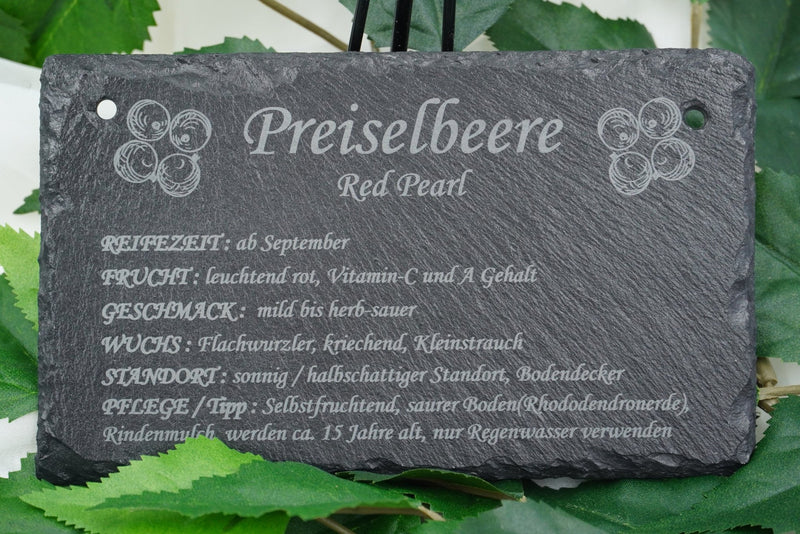 Preiselbeere
Red Pearl
REIFEZEIT : ab September
FRUCHT : leuchtend rot, Vitamin-C und A Gehalt
GESCHMACK : mild bis herb-sauer
WUCHS : Flachwurzler, kriechend, Kleinstrauch
STANDORT : sonnig / halbschattiger Standort, Bodendecker
PFLEGE / Tipp : Selbstfruchtend, saurer Boden(Rhododendronerde),
Rindenmulch, werden ca. 15 Jahre alt, nur Regenwasser verwenden